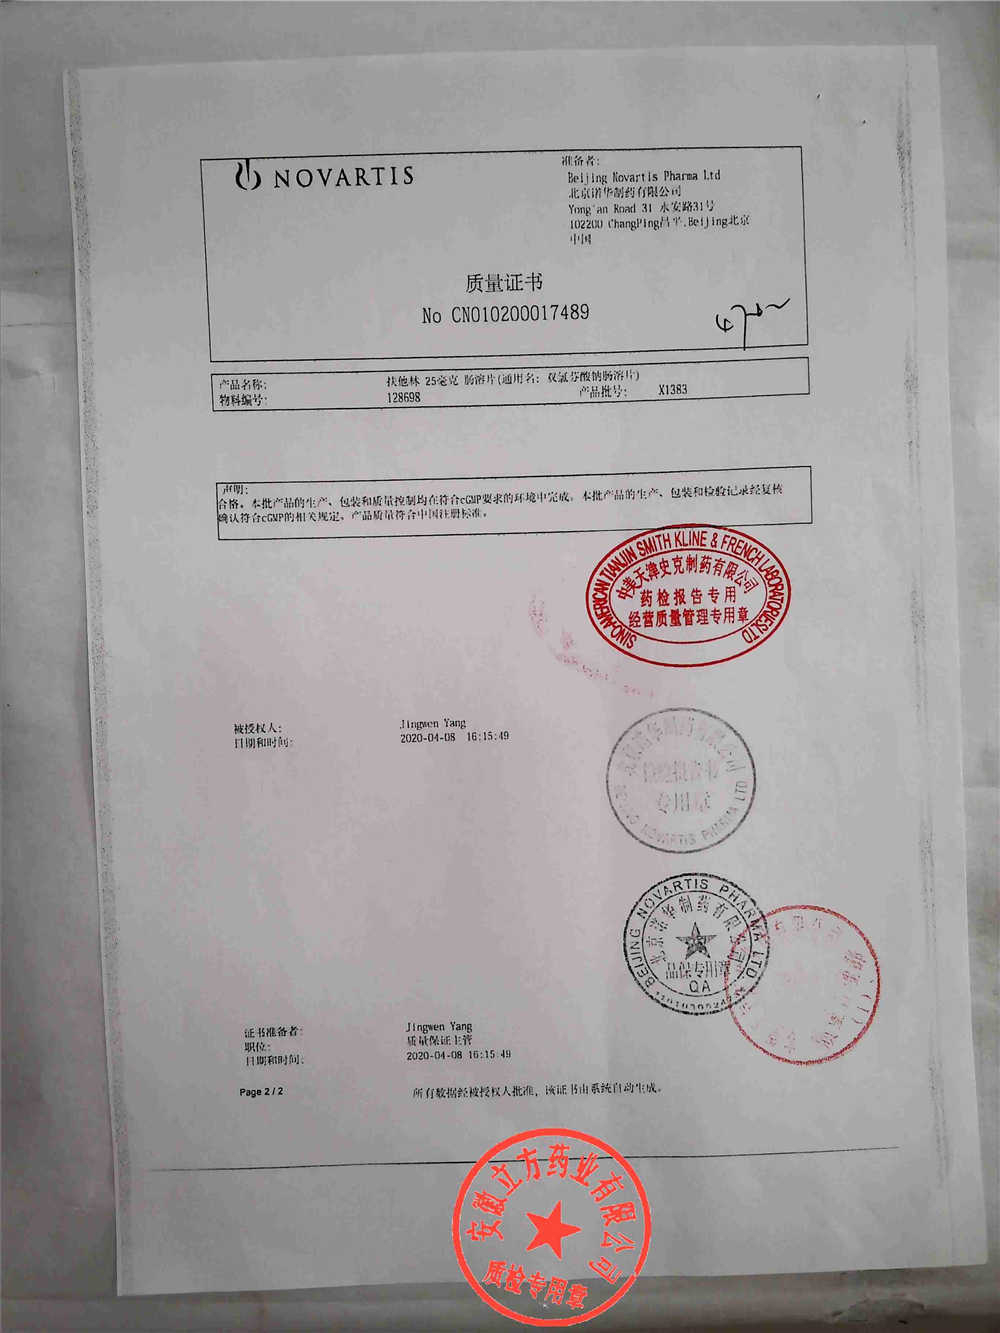 NOVARTIS
准备者:
Beijing Novartis Pharma Ltd
北京诺华制药有限公司
Yong'an Road 31 永安路31号
102200 ChangPing昌平,Beijing北京
中国
质量证书
No CN010200017489
产品名称: 扶他林 25毫克 肠溶片(通用名: 双氯芬酸钠肠溶片)
物料编号: 128698 产品批号: X1383
声明:
合格。本批产品的生产、包装和质量控制均在符合cGMP要求的环境中完成。本批产品的生产、包装和检验记录经复核
确认符合cGMP的相关规定。产品质量符合中国注册标准。
SINO-AMERICAN TIANJIN SMITH KLINE & FRENCH LABORATORIES LTD
中美天津史克制药有限公司
药检报告专用
经营质量管理专用章
被授权人: Jingwen Yang
日期和时间: 2020-04-08 16:15:49
北京诺华制药有限公司
NOVARTIS PHARMA LTD
BEIJING NOVARTIS PHARMA LTD
北京诺华制药有限公司
品保专用章
QA
证书准备者: Jingwen Yang
职位: 质量保证主管
日期和时间: 2020-04-08 16:15:49
Page 2 / 2 所有数据经被授权人批准, 该证书由系统自动生成。
安徽立方药业有限公司
质检专用章